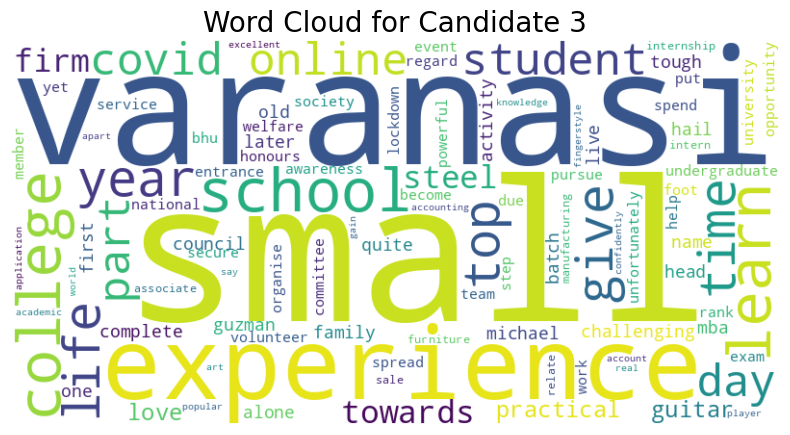 Word Cloud for Candidate 3
firm
covid
excellent
online
event
regard
student
internship
tough
yet
service
old
society
put
spend
varanasi
apart
bhu
welfare
later
honours
lockdown
powerful
activity
knowledge
fingerstyle
live
hail
intern
university
opportunity
member
year
entrance
awareness
steel
pursue
undergraduate
national
school
become
accounting
due
foot
college
part
first
small
council
secure
say
quite
gain
committee
organise
top
step
team
batch
manufacturing
give
confidently
unfortunately
help
name
head
time
learn
application
world
associate
academic
life
complete
guzman
volunteer
family
furniture
michael
challenging
rank
mba
one
experience
art
spread
sale
relate
work
account
real
exam
day
love
popular
alone
towards
practical
guitar
player